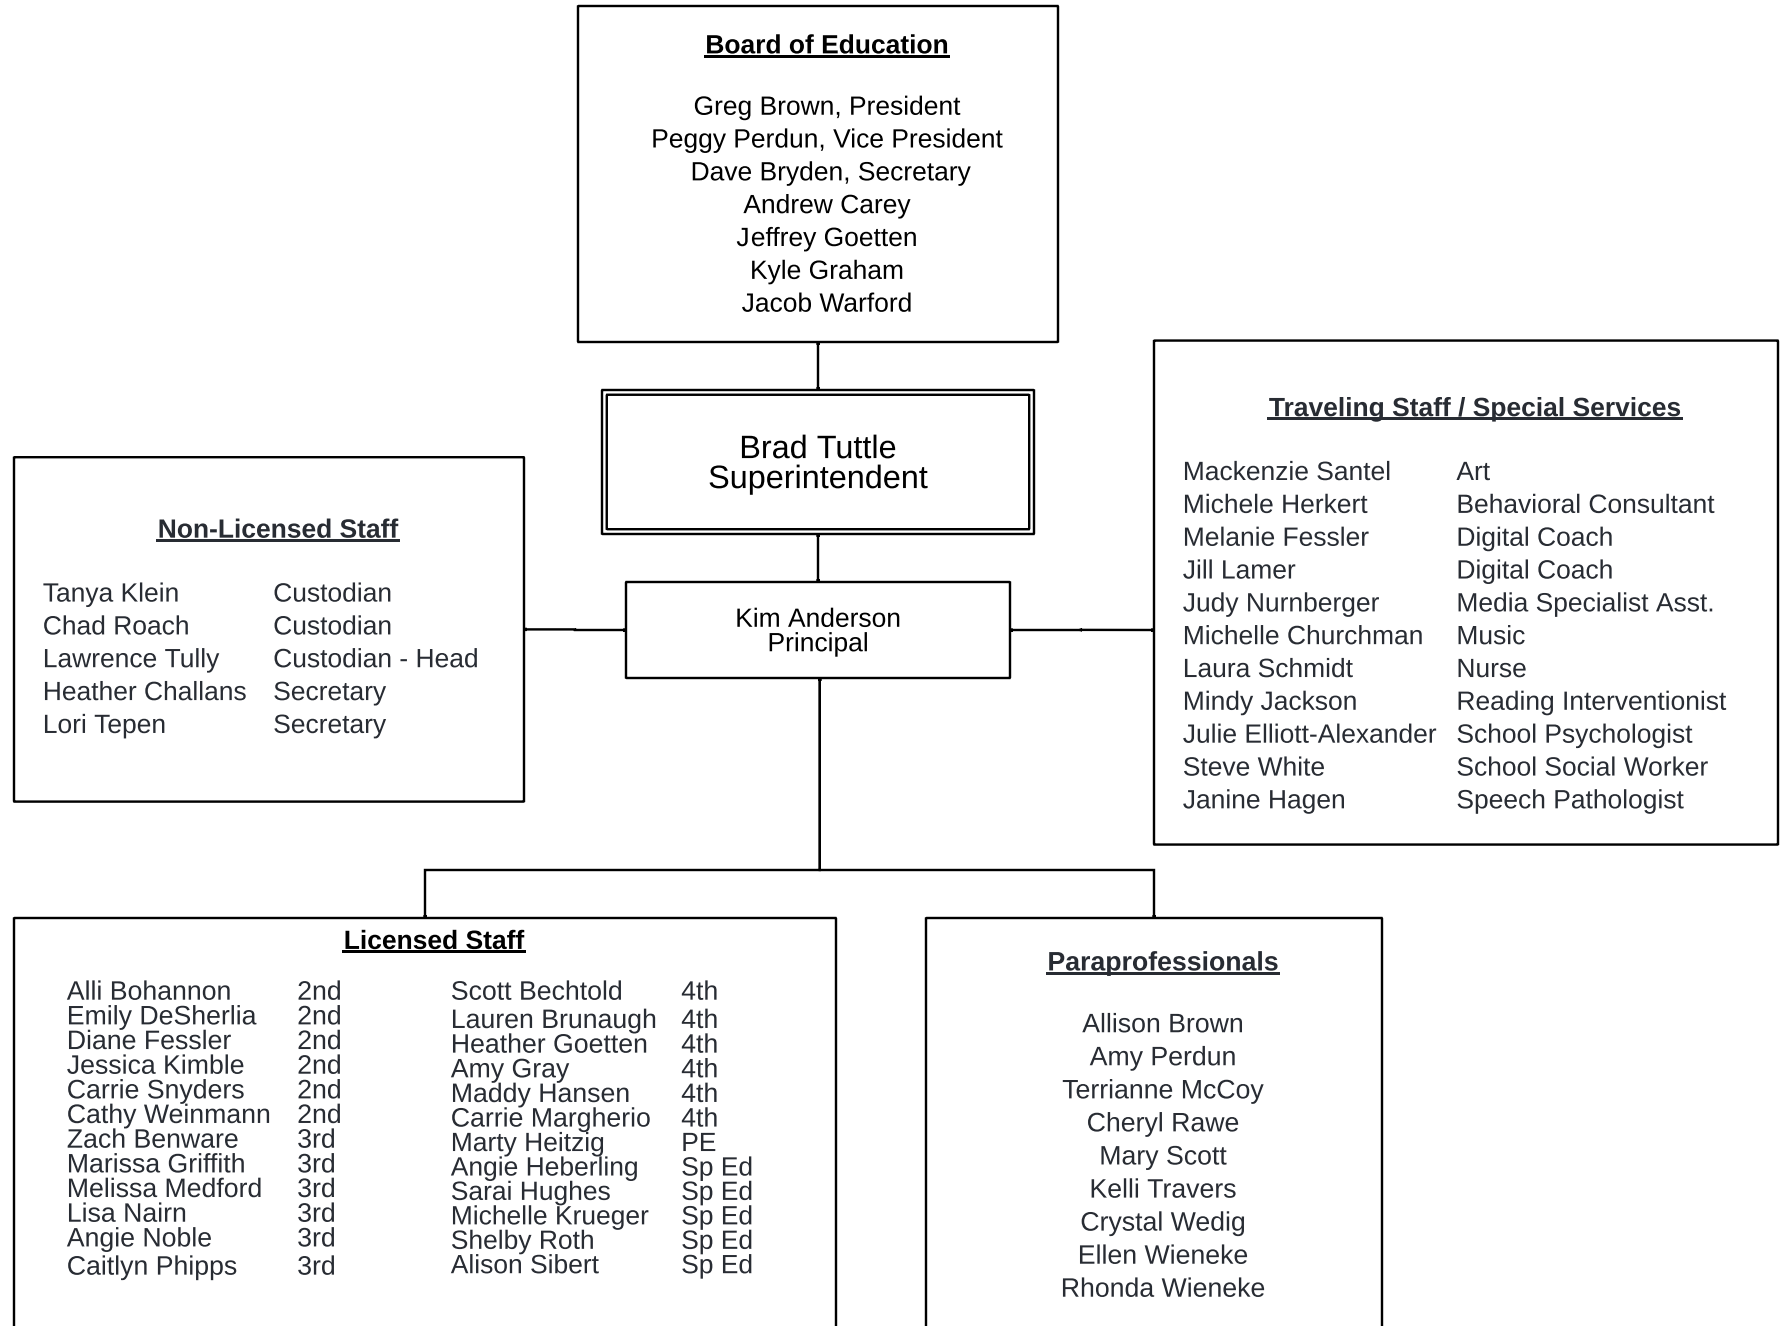 Board of Education
Greg Brown, President
Peggy Perdun, Vice President
Dave Bryden, Secretary
Andrew Carey
Jeffrey Goetten
Kyle Graham
Jacob Warford
Brad Tuttle
Superintendent
Kim Anderson
Principal
Non-Licensed Staff
Tanya Klein Custodian
Chad Roach Custodian
Lawrence Tully Custodian - Head
Heather Challans Secretary
Lori Tepen Secretary
Traveling Staff / Special Services
Mackenzie Santel Art
Michele Herkert Behavioral Consultant
Melanie Fessler Digital Coach
Jill Lamer Digital Coach
Judy Nurnberger Media Specialist Asst.
Michelle Churchman Music
Laura Schmidt Nurse
Mindy Jackson Reading Interventionist
Julie Elliott-Alexander School Psychologist
Steve White School Social Worker
Janine Hagen Speech Pathologist
Licensed Staff
Alli Bohannon 2nd Scott Bechtold 4th
Emily DeSherlia 2nd Lauren Brunaugh 4th
Diane Fessler 2nd Heather Goetten 4th
Jessica Kimble 2nd Amy Gray 4th
Carrie Snyders 2nd Maddy Hansen 4th
Cathy Weinmann 2nd Carrie Margherio 4th
Zach Benware 3rd Marty Heitzig PE
Marissa Griffith 3rd Angie Heberling Sp Ed
Melissa Medford 3rd Sarai Hughes Sp Ed
Lisa Nairn 3rd Michelle Krueger Sp Ed
Angie Noble 3rd Shelby Roth Sp Ed
Caitlyn Phipps 3rd Alison Sibert Sp Ed
Paraprofessionals
Allison Brown
Amy Perdun
Terrianne McCoy
Cheryl Rawe
Mary Scott
Kelli Travers
Crystal Wedig
Ellen Wieneke
Rhonda Wieneke